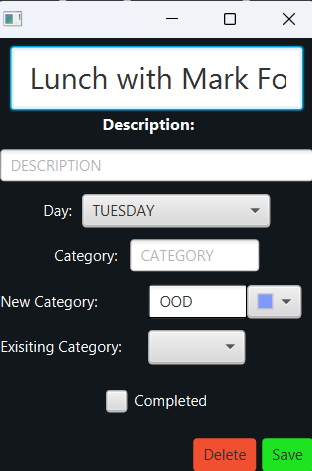 Lunch with Mark Fo
Description:
DESCRIPTION
Day: TUESDAY
Category: CATEGORY
New Category: OOD
Exisiting Category:
Completed
Delete Save